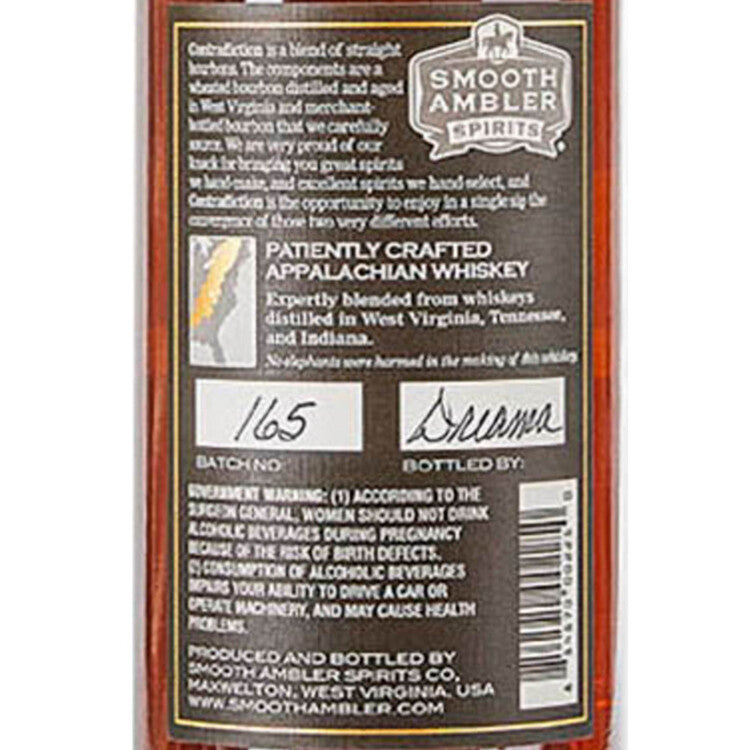 Contradiction is a blend of straight
bourbons. The components are a
wheated bourbon distilled and aged
in West Virginia and merchant-
bottled bourbon that we carefully
source. We are very proud of our
knack for bringing you great spirits
we hand-make, and excellent spirits we hand-select, and
Contradiction is the opportunity to enjoy in a single sip the
convergence of those two very different efforts.
SMOOTH
AMBLER
SPIRITS
PATIENTLY CRAFTED
APPALACHIAN WHISKEY
Expertly blended from whiskeys
distilled in West Virginia, Tennessee,
and Indiana.
No elephants were harmed in the making of this whiskey
165
Dreama
BATCH NO
BOTTLED BY:
GOVERNMENT WARNING: (1) ACCORDING TO THE
SURGEON GENERAL, WOMEN SHOULD NOT DRINK
ALCOHOLIC BEVERAGES DURING PREGNANCY
BECAUSE OF THE RISK OF BIRTH DEFECTS.
(2) CONSUMPTION OF ALCOHOLIC BEVERAGES
IMPAIRS YOUR ABILITY TO DRIVE A CAR OR
OPERATE MACHINERY, AND MAY CAUSE HEALTH
PROBLEMS.
PRODUCED AND BOTTLED BY
SMOOTH AMBLER SPIRITS CO.
MAXWELTON, WEST VIRGINIA, USA
WWW.SMOOTHAMBLER.COM